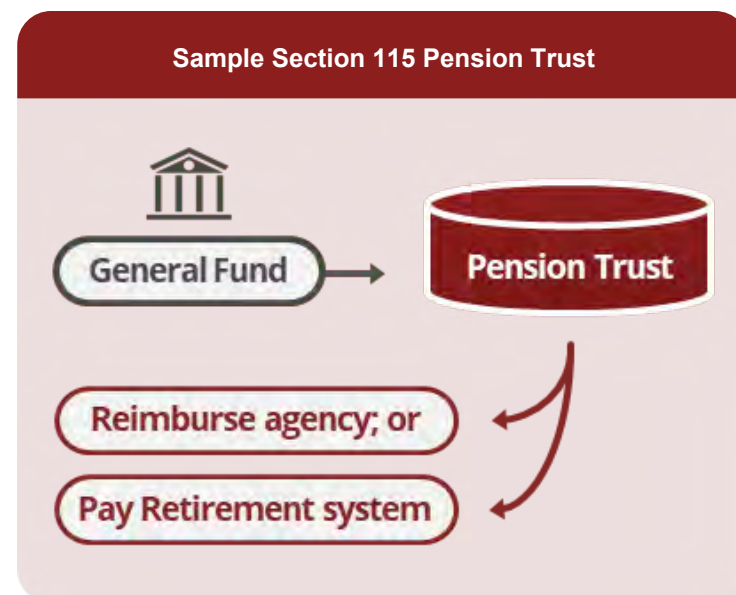 Sample Section 115 Pension Trust
General Fund
Pension Trust
Reimburse agency; or
Pay Retirement system